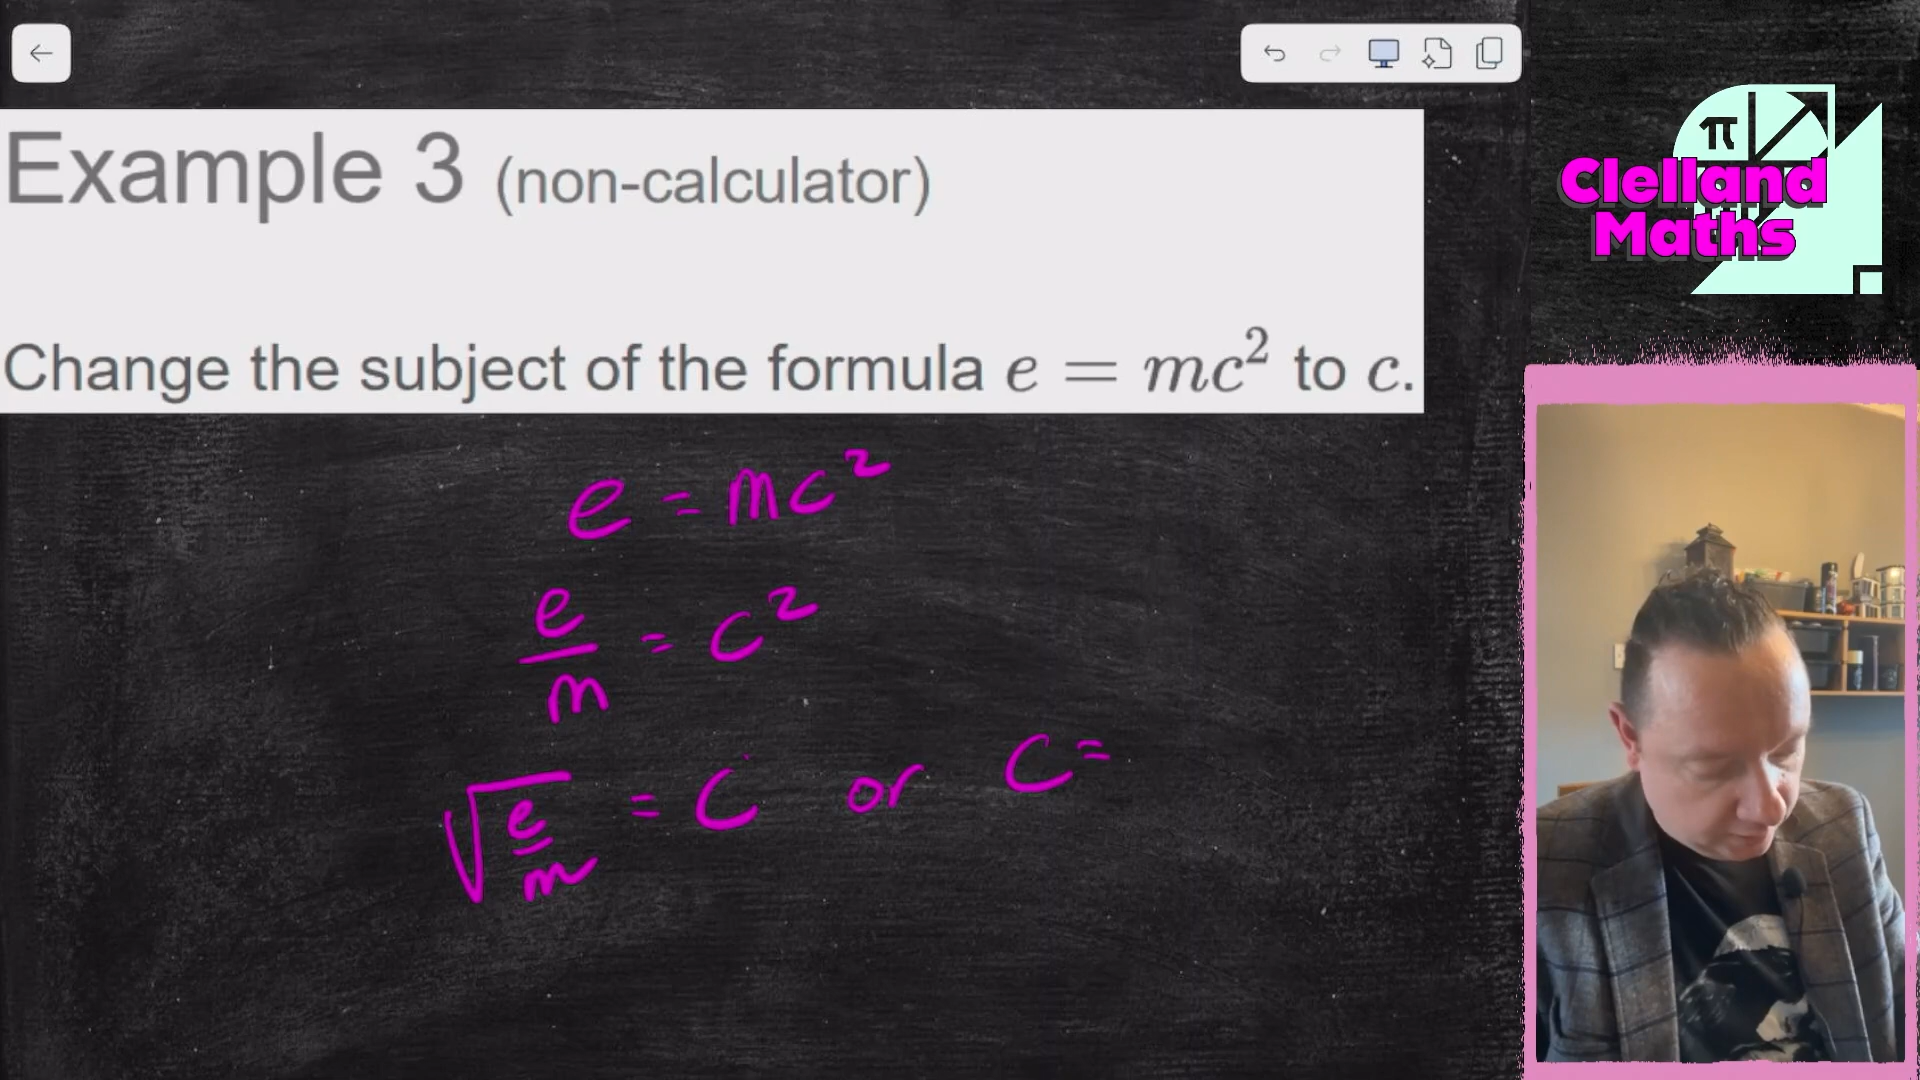 Example 3 (non-calculator)
Change the subject of the formula e = mc² to c.
e = mc²
e/m = c²
√(e/m) = c or c =
π
Clelland
Maths